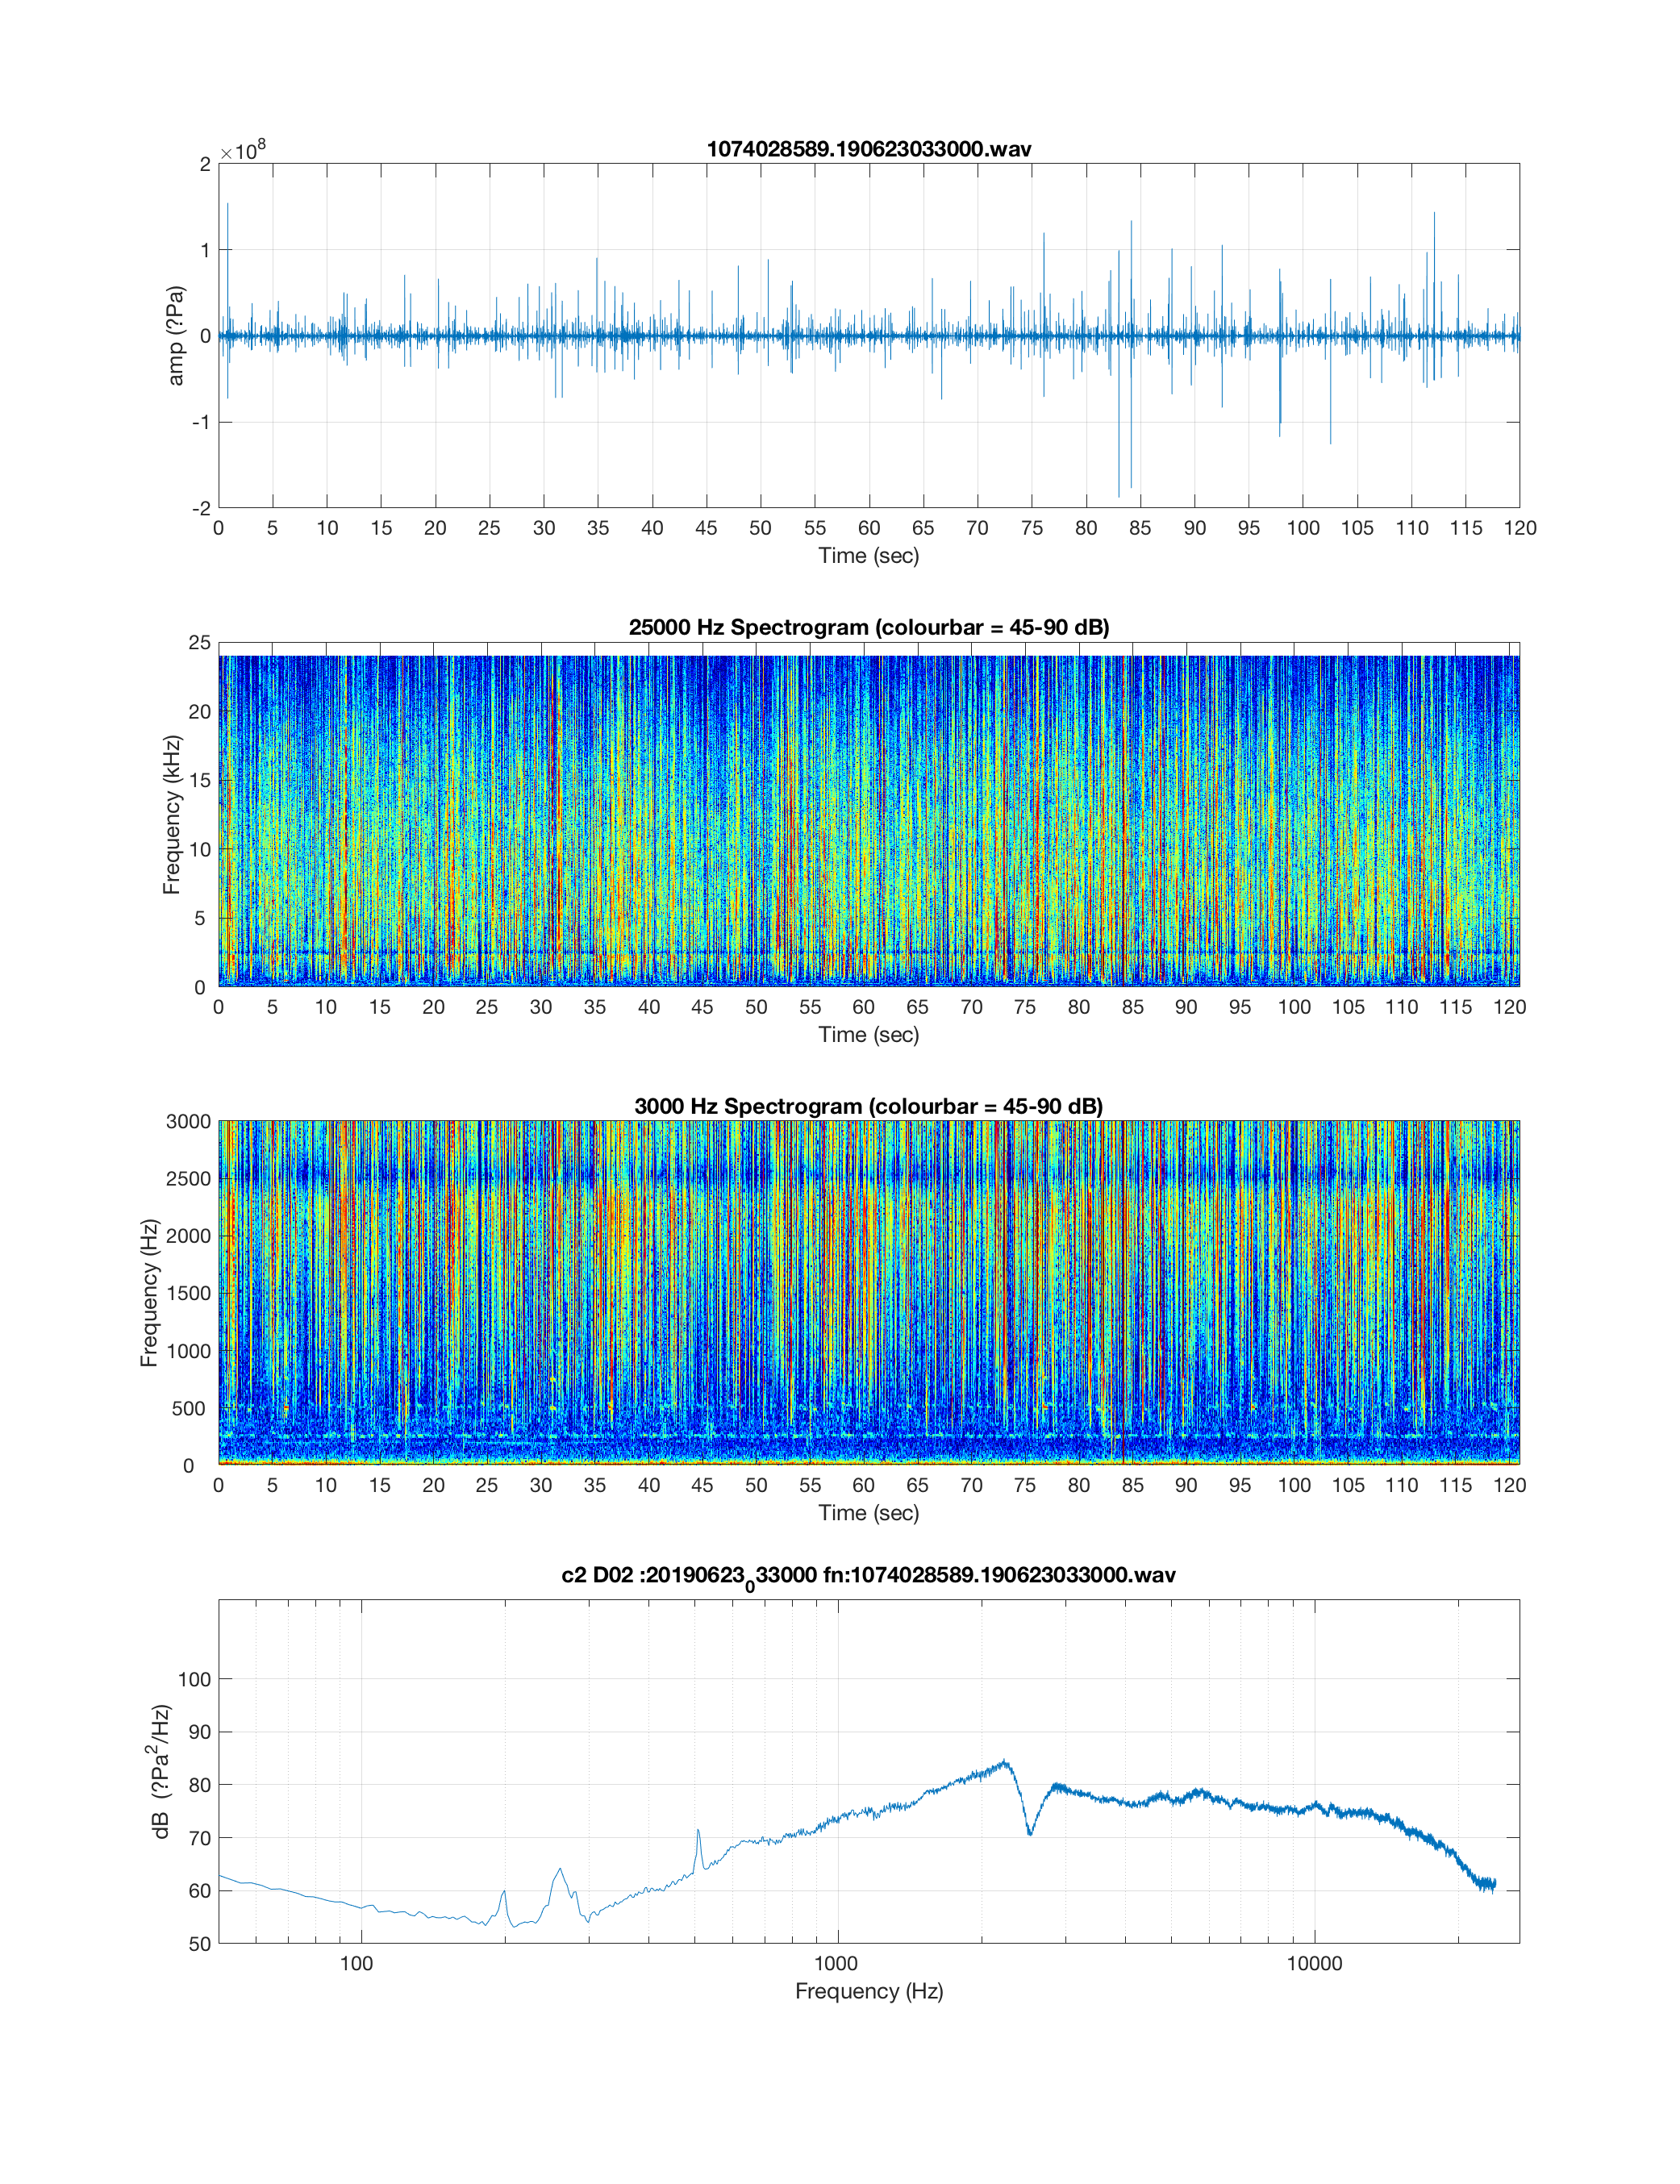 1074028589.190623033000.wav
×10⁸
2
1
0
-1
-2
amp (?Pa)
0 5 10 15 20 25 30 35 40 45 50 55 60 65 70 75 80 85 90 95 100 105 110 115 120
Time (sec)
25000 Hz Spectrogram (colourbar = 45-90 dB)
25
20
15
10
5
0
Frequency (kHz)
0 5 10 15 20 25 30 35 40 45 50 55 60 65 70 75 80 85 90 95 100 105 110 115 120
Time (sec)
3000 Hz Spectrogram (colourbar = 45-90 dB)
3000
2500
2000
1500
1000
500
0
Frequency (Hz)
0 5 10 15 20 25 30 35 40 45 50 55 60 65 70 75 80 85 90 95 100 105 110 115 120
Time (sec)
c2 D02 :20190623₀33000 fn:1074028589.190623033000.wav
100
90
80
70
60
50
dB (?Pa²/Hz)
100 1000 10000
Frequency (Hz)